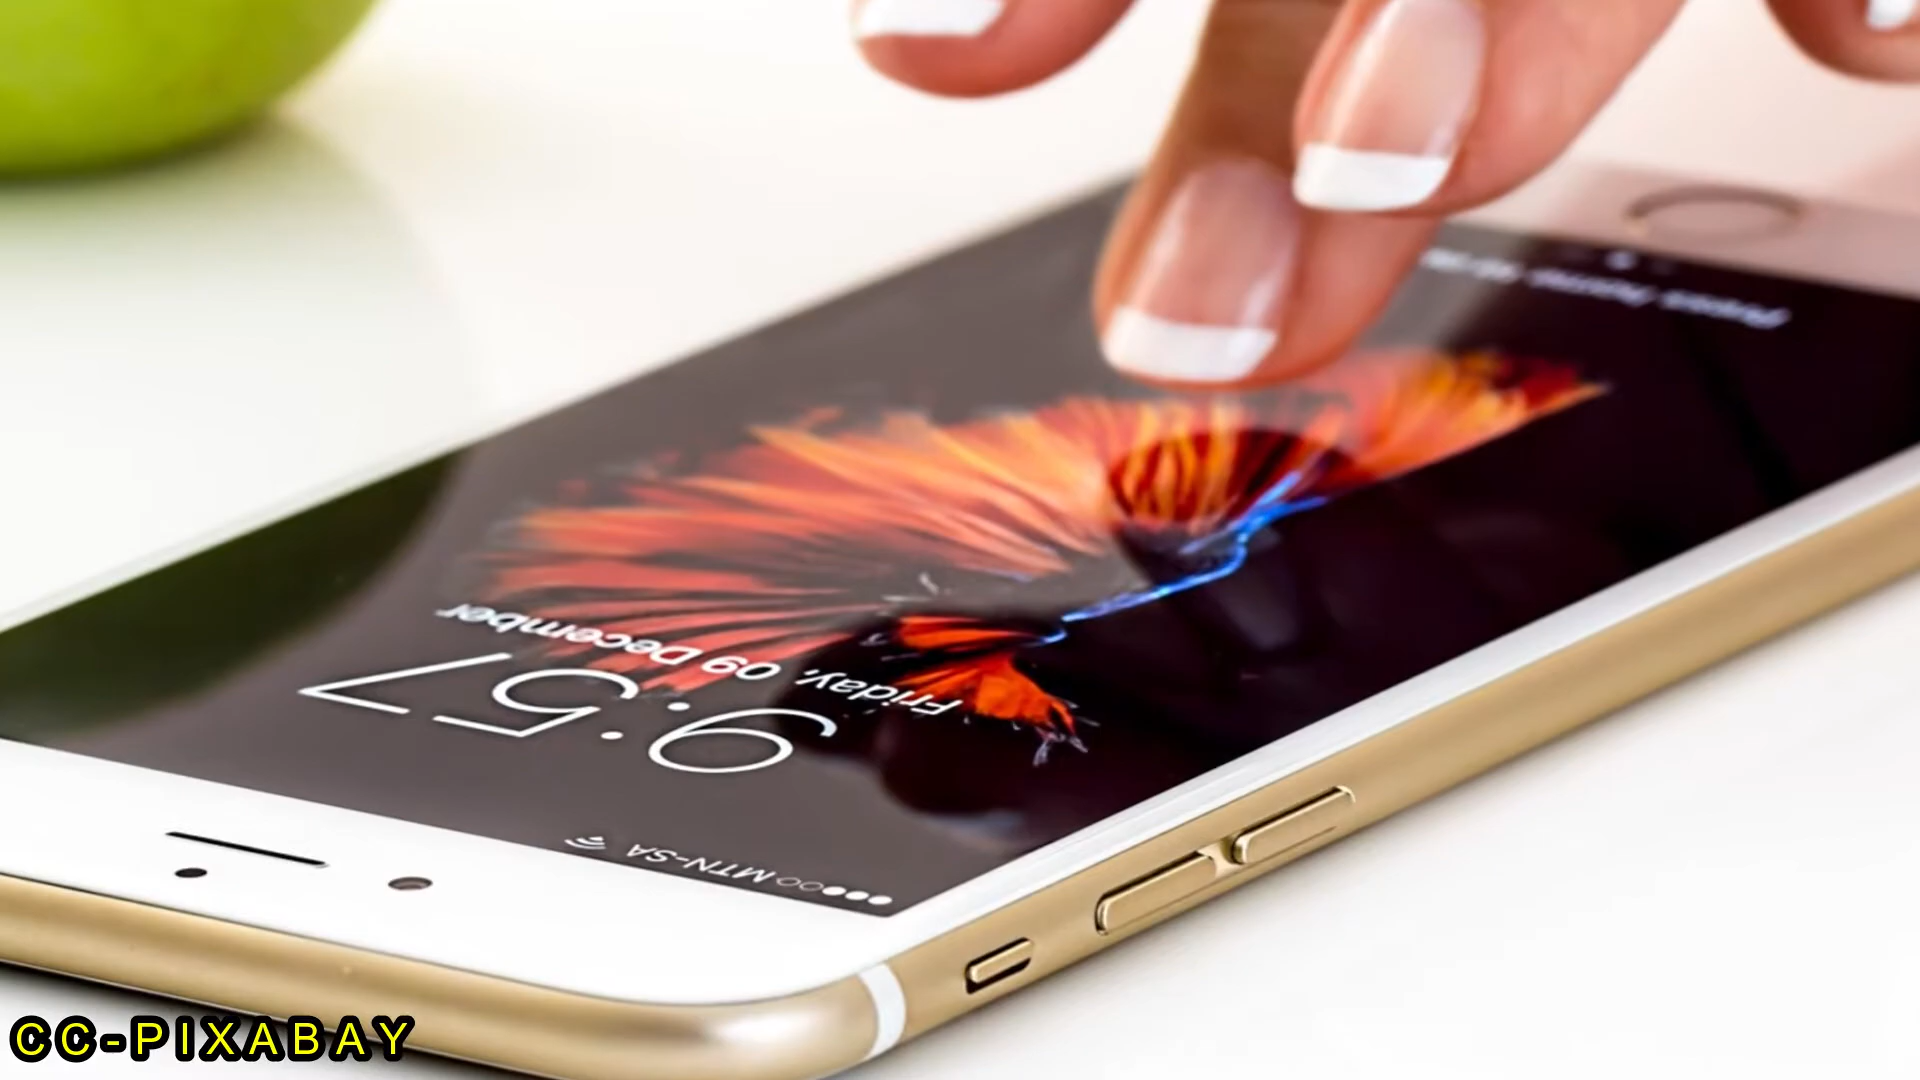 ●●●○○ MTN-SA
9:57
Friday, 09 December
CC-PIXABAY